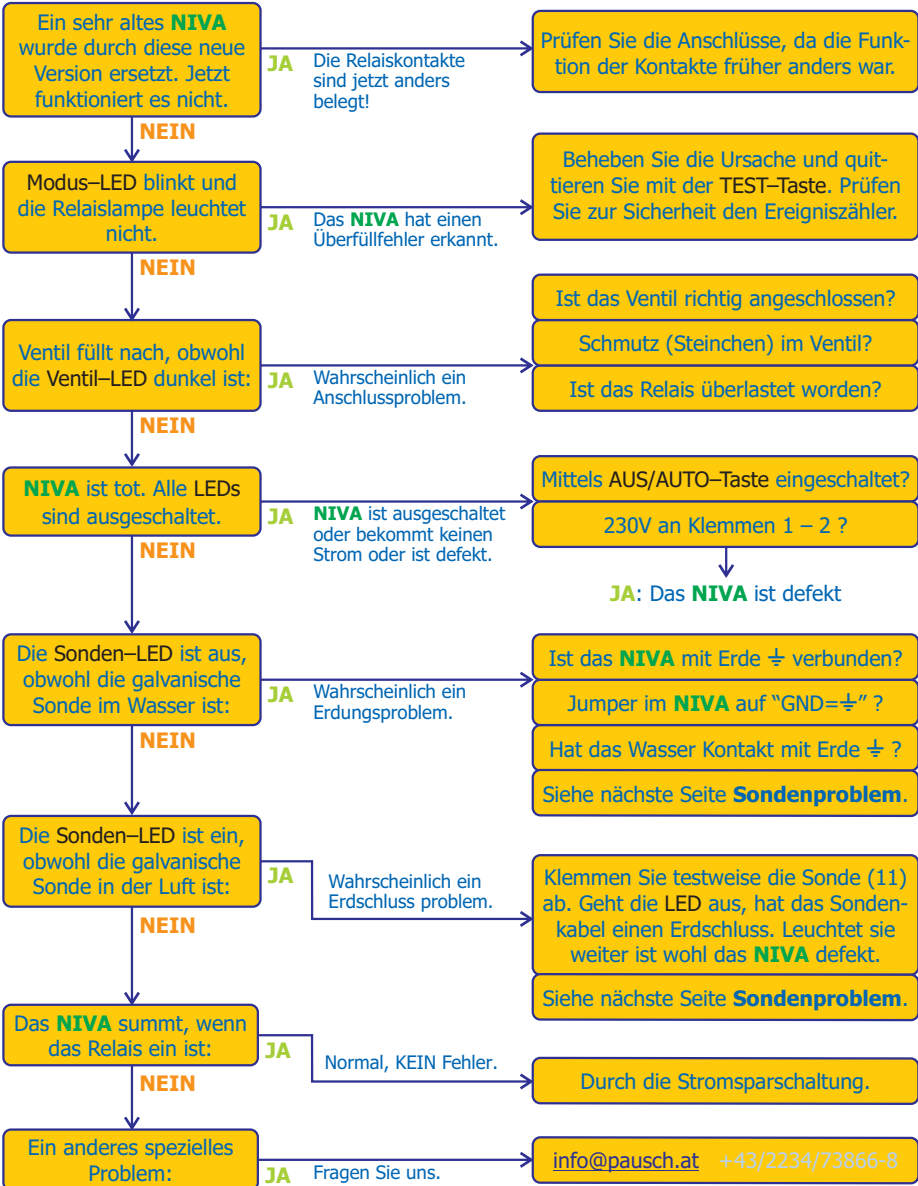 Ein sehr altes NIVA
wurde durch diese neue
Version ersetzt. Jetzt
funktioniert es nicht.
JA
Die Relaiskontakte
sind jetzt anders
belegt!
Prüfen Sie die Anschlüsse, da die Funk-
tion der Kontakte früher anders war.
NEIN
Modus–LED blinkt und
die Relaislampe leuchtet
nicht.
JA
Das NIVA hat einen
Überfüllfehler erkannt.
Beheben Sie die Ursache und quit-
tieren Sie mit der TEST–Taste. Prüfen
Sie zur Sicherheit den Ereigniszähler.
NEIN
Ventil füllt nach, obwohl
die Ventil–LED dunkel ist:
JA
Wahrscheinlich ein
Anschlussproblem.
Ist das Ventil richtig angeschlossen?
Schmutz (Steinchen) im Ventil?
Ist das Relais überlastet worden?
NEIN
NIVA ist tot. Alle LEDs
sind ausgeschaltet.
JA
NIVA ist ausgeschaltet
oder bekommt keinen
Strom oder ist defekt.
Mittels AUS/AUTO–Taste eingeschaltet?
230V an Klemmen 1 – 2 ?
JA: Das NIVA ist defekt
NEIN
Die Sonden–LED ist aus,
obwohl die galvanische
Sonde im Wasser ist:
JA
Wahrscheinlich ein
Erdungsproblem.
Ist das NIVA mit Erde ⏚ verbunden?
Jumper im NIVA auf “GND=⏚” ?
Hat das Wasser Kontakt mit Erde ⏚ ?
Siehe nächste Seite Sondenproblem.
NEIN
Die Sonden–LED ist ein,
obwohl die galvanische
Sonde in der Luft ist:
JA
Wahrscheinlich ein
Erdschluss problem.
Klemmen Sie testweise die Sonde (11)
ab. Geht die LED aus, hat das Sonden-
kabel einen Erdschluss. Leuchtet sie
weiter ist wohl das NIVA defekt.
Siehe nächste Seite Sondenproblem.
NEIN
Das NIVA summt, wenn
das Relais ein ist:
JA
Normal, KEIN Fehler.
Durch die Stromsparschaltung.
NEIN
Ein anderes spezielles
Problem:
JA
Fragen Sie uns.
info@pausch.at +43/2234/73866-8